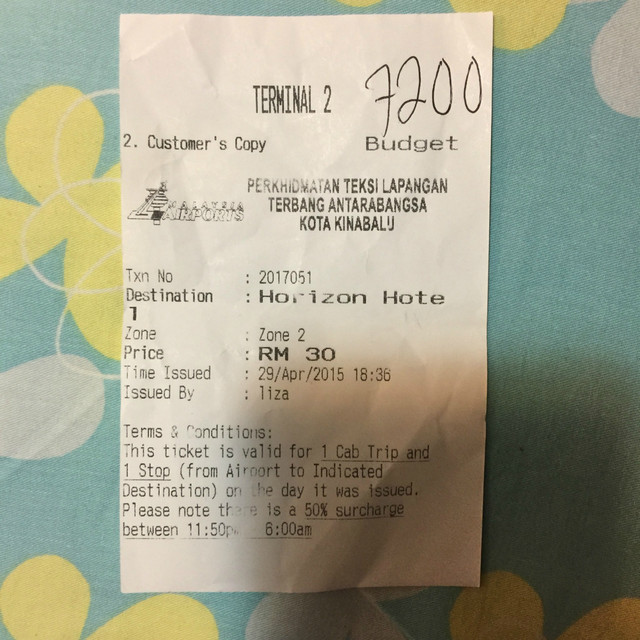 TERMINAL 2
7200
2. Customer's Copy
Budget
MALAYSIA
AIRPORTS
PERKHIDMATAN TEKSI LAPANGAN
TERBANG ANTARABANGSA
KOTA KINABALU
Txn No : 2017051
Destination : Horizon Hote
l
Zone : Zone 2
Price : RM 30
Time Issued : 29/Apr/2015 18:36
Issued By : liza
Terms & Conditions:
This ticket is valid for 1 Cab Trip and
1 Stop (from Airport to Indicated
Destination) on the day it was issued.
Please note there is a 50% surcharge
between 11:50pm 6:00am